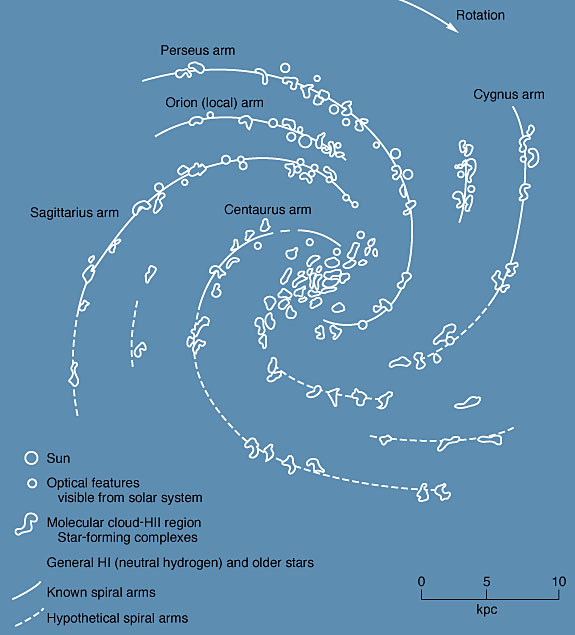 Rotation
Perseus arm
Cygnus arm
Orion (local) arm
Sagittarius arm
Centaurus arm
Sun
Optical features
visible from solar system
Molecular cloud-HII region
Star-forming complexes
General HI (neutral hydrogen) and older stars
Known spiral arms
Hypothetical spiral arms
0 5 10
kpc